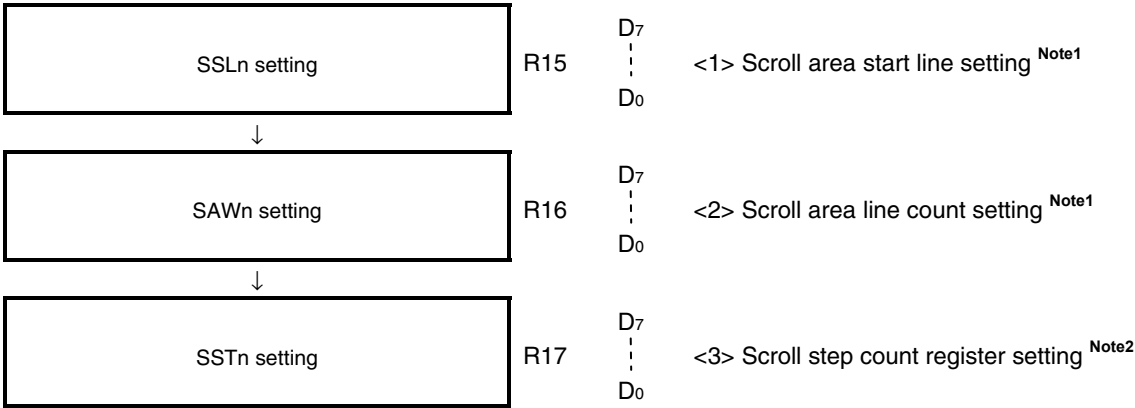 SSLn setting R15 D7 D0 <1> Scroll area start line setting Note1
↓
SAWn setting R16 D7 D0 <2> Scroll area line count setting Note1
↓
SSTn setting R17 D7 D0 <3> Scroll step count register setting Note2